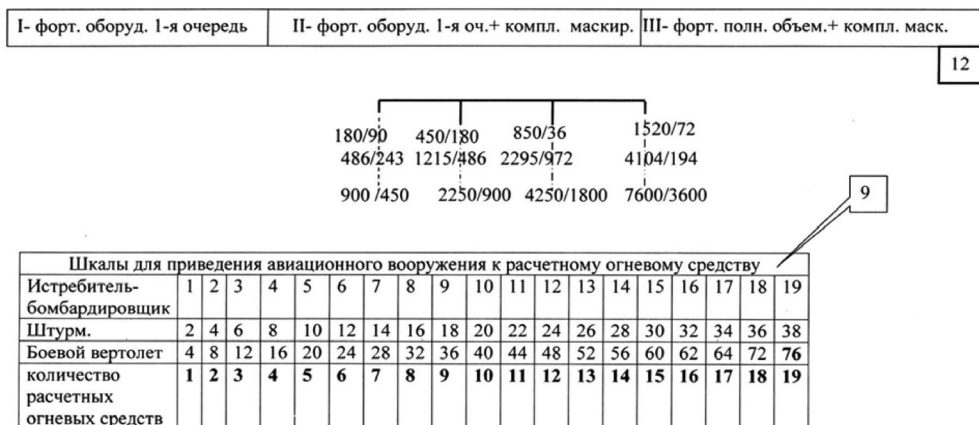 I- форт. оборуд. 1-я очередь II- форт. оборуд. 1-я оч.+ компл. маскир. III- форт. полн. объем.+ компл. маск.
12
180/90 450/180 850/36 1520/72
486/243 1215/486 2295/972 4104/194
900 /450 2250/900 4250/1800 7600/3600
9
Шкалы для приведения авиационного вооружения к расчетному огневому средству
Истребитель- 1 2 3 4 5 6 7 8 9 10 11 12 13 14 15 16 17 18 19
бомбардировщик
Штурм. 2 4 6 8 10 12 14 16 18 20 22 24 26 28 30 32 34 36 38
Боевой вертолет 4 8 12 16 20 24 28 32 36 40 44 48 52 56 60 62 64 72 76
количество 1 2 3 4 5 6 7 8 9 10 11 12 13 14 15 16 17 18 19
расчетных
огневых средств